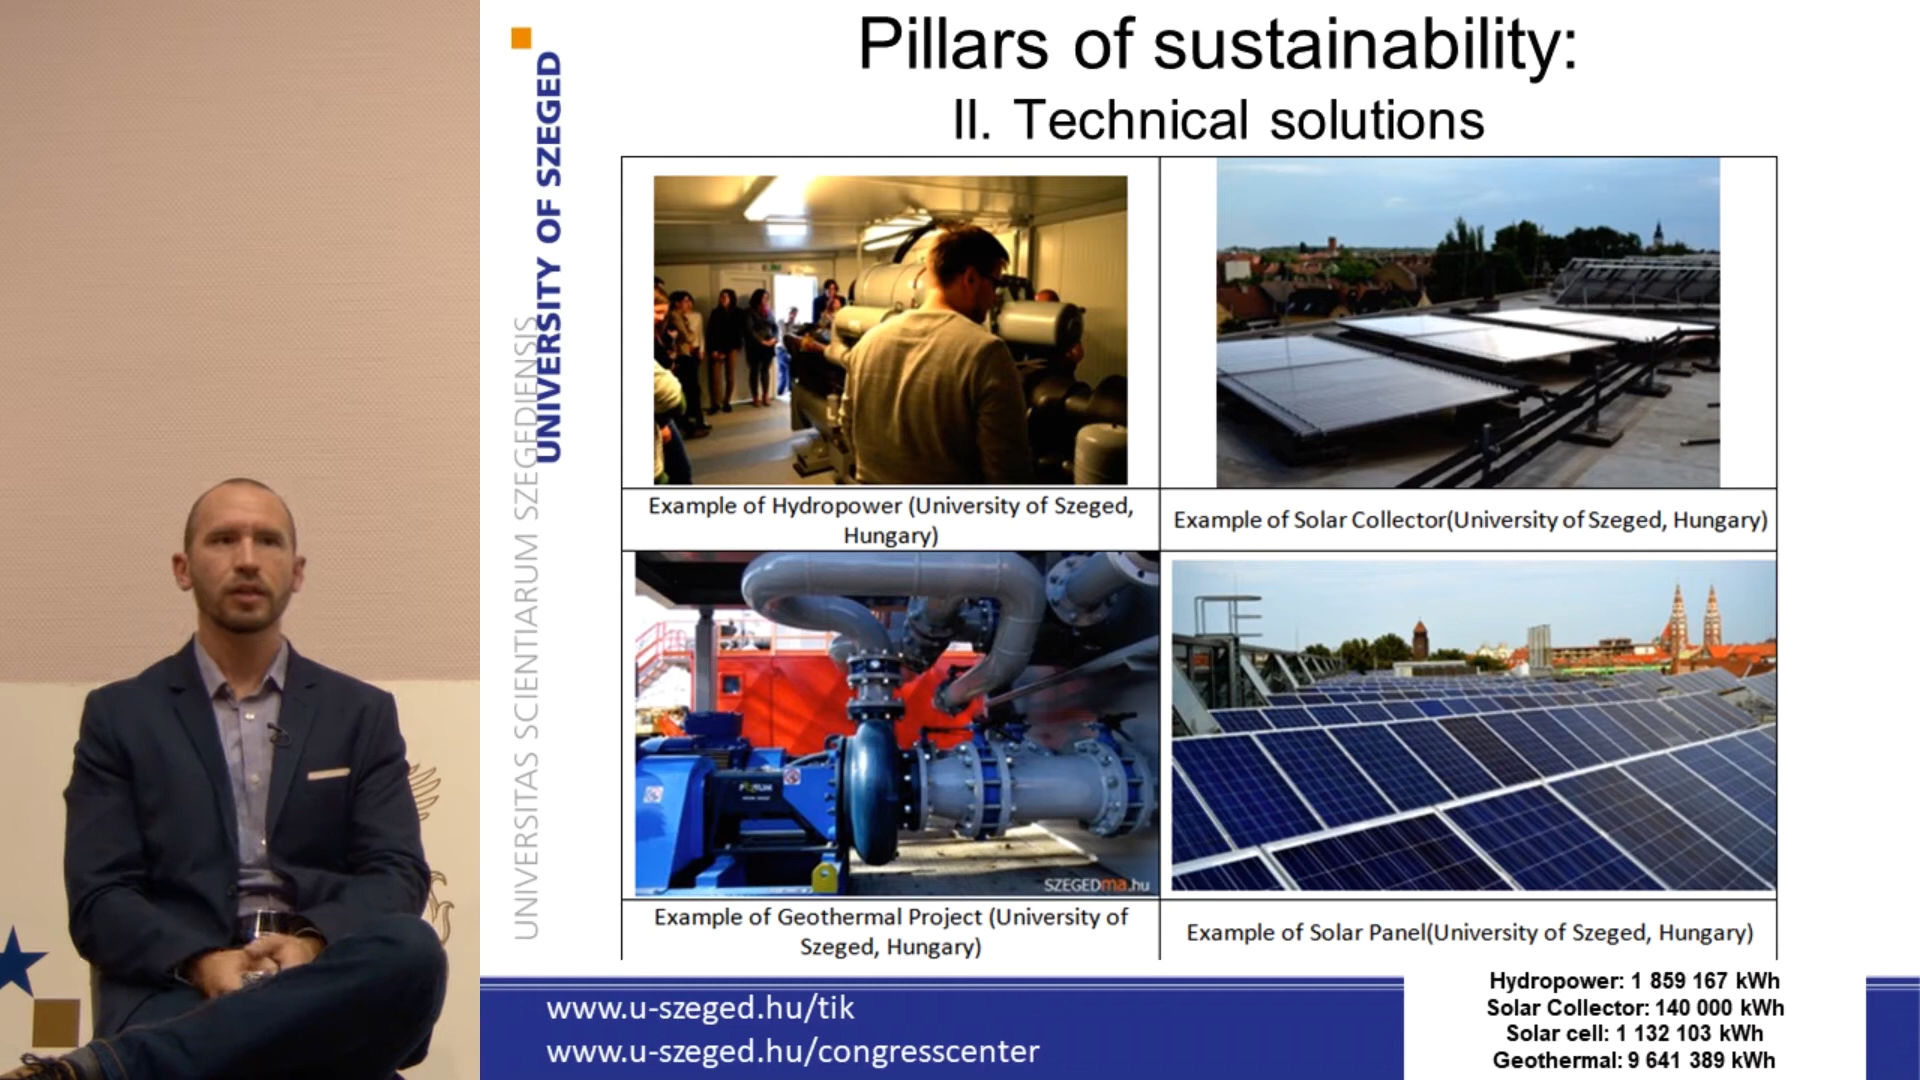 Pillars of sustainability:
II. Technical solutions
UNIVERSITY OF SZEGED
UNIVERSITAS SCIENTIARUM SZEGEDIENSIS
Example of Hydropower (University of Szeged,
Hungary)
Example of Solar Collector(University of Szeged, Hungary)
SZEGEDma.hu
Example of Geothermal Project (University of
Szeged, Hungary)
Example of Solar Panel(University of Szeged, Hungary)
www.u-szeged.hu/tik
www.u-szeged.hu/congresscenter
Hydropower: 1 859 167 kWh
Solar Collector: 140 000 kWh
Solar cell: 1 132 103 kWh
Geothermal: 9 641 389 kWh